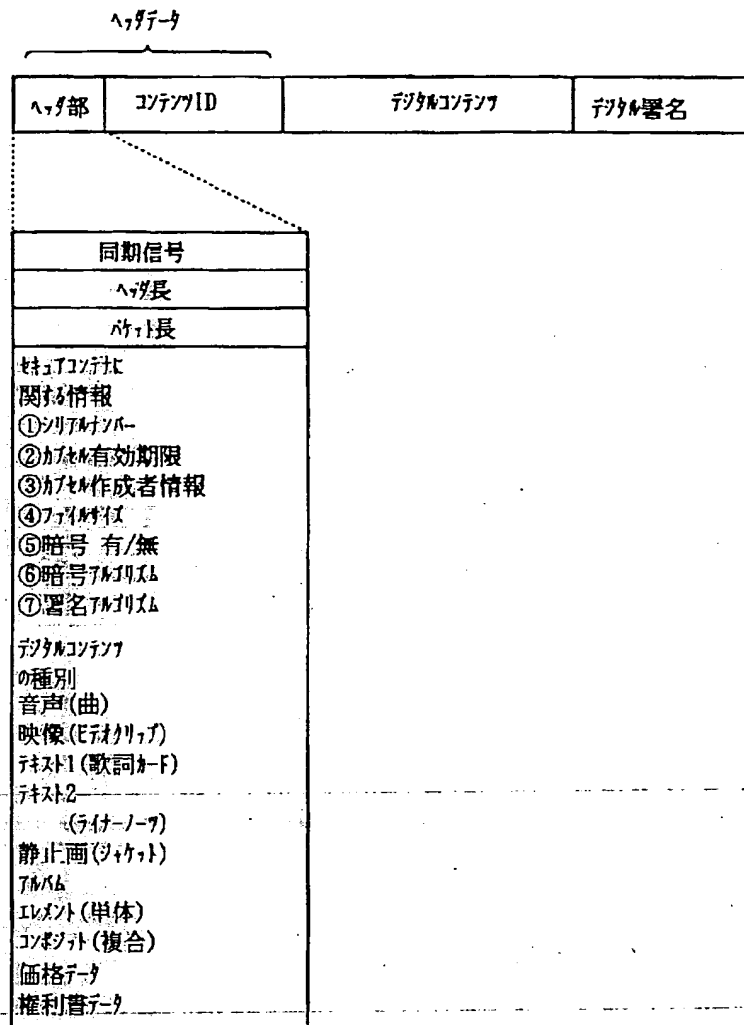 ヘッダデータ
ヘッダ部 コンテンツID デジタルコンテンツ デジタル署名
同期信号
ヘッダ長
パケット長
セキュアコンテナに
関する情報
①シリアルナンバー
②カプセル有効期限
③カプセル作成者情報
④ファイルサイズ
⑤暗号 有/無
⑥暗号アルゴリズム
⑦署名アルゴリズム
デジタルコンテンツ
の種別
音声(曲)
映像(ビデオクリップ)
テキスト1(歌詞カード)
テキスト2
(ライナーノーツ)
静止画(ジャケット)
アルバム
エレメント(単体)
コンポジット(複合)
価格データ
権利書データ